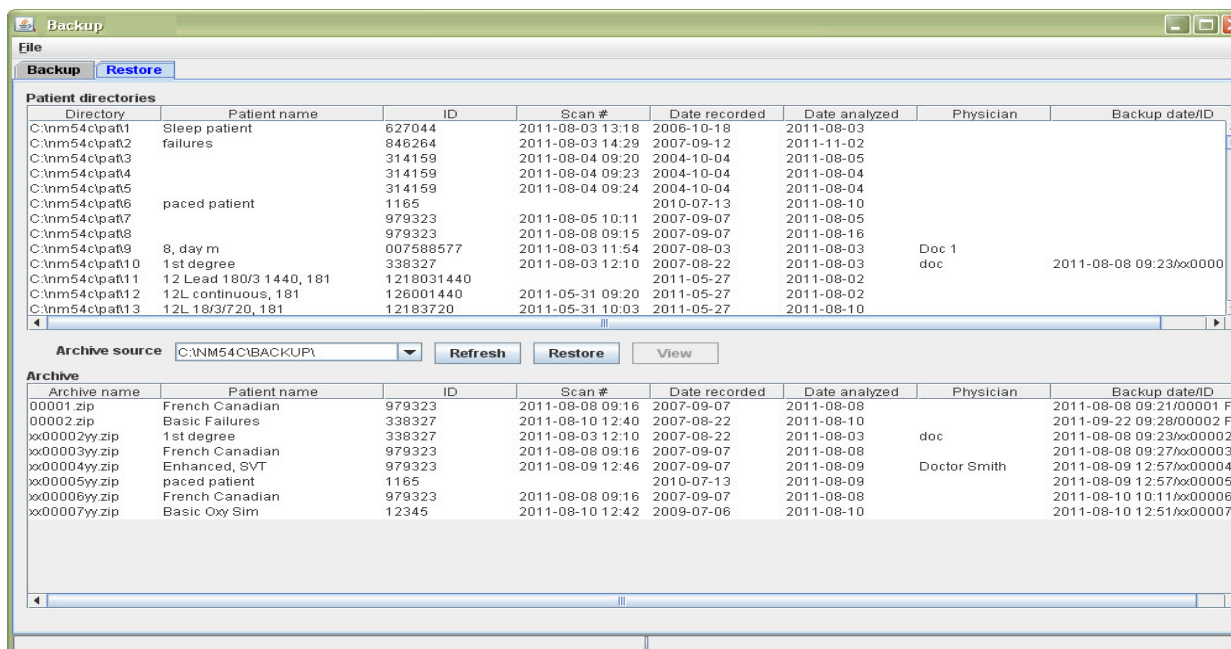 Backup
File
Backup Restore
Patient directories
Directory Patient name ID Scan # Date recorded Date analyzed Physician Backup date/ID
C:\nm54c\pat\1 Sleep patient 627044 2011-08-03 13:18 2006-10-18 2011-08-03
C:\nm54c\pat\2 failures 846264 2011-08-03 14:29 2007-09-12 2011-11-02
C:\nm54c\pat\3 314159 2011-08-04 09:20 2004-10-04 2011-08-05
C:\nm54c\pat\4 314159 2011-08-04 09:23 2004-10-04 2011-08-04
C:\nm54c\pat\5 314159 2011-08-04 09:24 2004-10-04 2011-08-04
C:\nm54c\pat\6 paced patient 1165 2010-07-13 2011-08-10
C:\nm54c\pat\7 979323 2011-08-05 10:11 2007-09-07 2011-08-05
C:\nm54c\pat\8 979323 2011-08-08 09:15 2007-09-07 2011-08-16
C:\nm54c\pat\9 8, day m 007588577 2011-08-03 11:54 2007-08-03 2011-08-03 Doc 1
C:\nm54c\pat\10 1st degree 338327 2011-08-03 12:10 2007-08-22 2011-08-03 doc 2011-08-08 09:23/xx0000
C:\nm54c\pat\11 12 Lead 180/3 1440, 181 1218031440 2011-05-27 2011-08-02
C:\nm54c\pat\12 12L continuous, 181 126001440 2011-05-31 09:20 2011-05-27 2011-08-02
C:\nm54c\pat\13 12L 18/3/720, 181 12183720 2011-05-31 10:03 2011-05-27 2011-08-10
Archive source C:\NM54C\BACKUP\ Refresh Restore View
Archive
Archive name Patient name ID Scan # Date recorded Date analyzed Physician Backup date/ID
00001.zip French Canadian 979323 2011-08-08 09:16 2007-09-07 2011-08-08 2011-08-08 09:21/00001 F
00002.zip Basic Failures 338327 2011-08-10 12:40 2007-08-22 2011-08-10 2011-09-22 09:28/00002 F
xx00002yy.zip 1st degree 338327 2011-08-03 12:10 2007-08-22 2011-08-03 doc 2011-08-08 09:23/xx00002
xx00003yy.zip French Canadian 979323 2011-08-08 09:16 2007-09-07 2011-08-08 2011-08-08 09:27/xx00003
xx00004yy.zip Enhanced, SVT 979323 2011-08-09 12:46 2007-09-07 2011-08-09 Doctor Smith 2011-08-09 12:57/xx00004
xx00005yy.zip paced patient 1165 2010-07-13 2011-08-09 2011-08-09 12:57/xx00005
xx00006yy.zip French Canadian 979323 2011-08-08 09:16 2007-09-07 2011-08-08 2011-08-10 10:11/xx00006
xx00007yy.zip Basic Oxy Sim 12345 2011-08-10 12:42 2009-07-06 2011-08-10 2011-08-10 12:51/xx00007